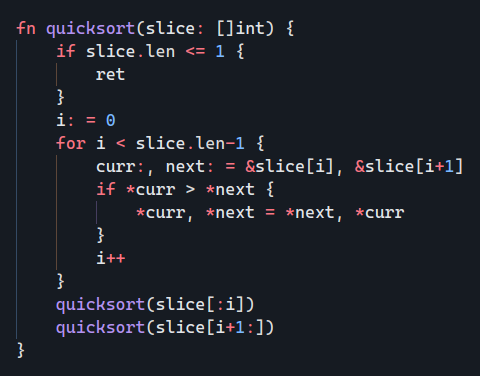 fn quicksort(slice: []int) {
    if slice.len <= 1 {
        ret
    }
    i: = 0
    for i < slice.len-1 {
        curr:, next: = &slice[i], &slice[i+1]
        if *curr > *next {
            *curr, *next = *next, *curr
        }
        i++
    }
    quicksort(slice[:i])
    quicksort(slice[i+1:])
}